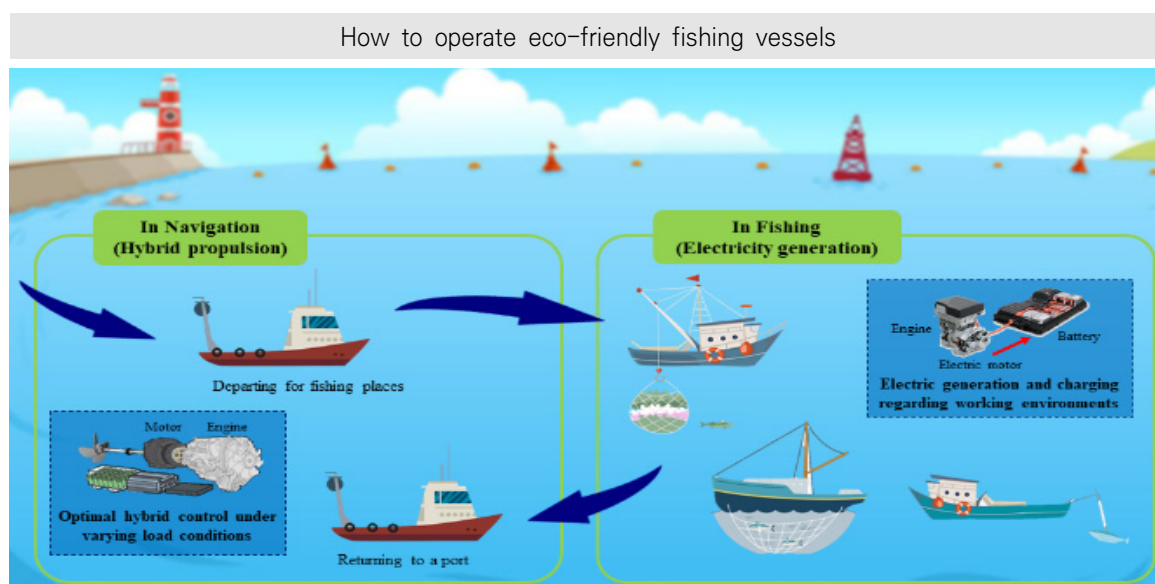 How to operate eco-friendly fishing vessels
In Navigation
(Hybrid propulsion)
Departing for fishing places
Motor Engine
Optimal hybrid control under
varying load conditions
Returning to a port
In Fishing
(Electricity generation)
Engine
Battery
Electric motor
Electric generation and charging
regarding working environments